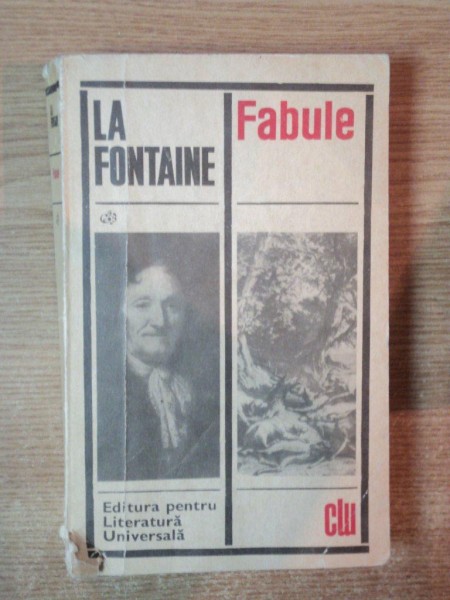 LA
FONTAINE
Fabule
Editura pentru
Literatură
Universală
clu